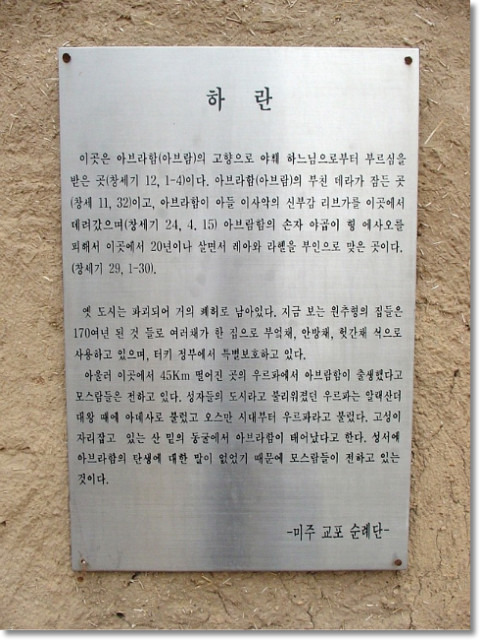 하 란
이곳은 아브라함(아브람)의 고향으로 야훼 하느님으로부터 부르심을
받은 곳(창세기 12, 1-4)이다. 아브라함(아브람)의 부친 데라가 잠든 곳
(창세 11, 32)이고, 아브라함이 아들 이사악의 신부감 리브가를 이곳에서
데려갔으며(창세기 24, 4. 15) 아브람함의 손자 야곱이 형 에사오를
피해서 이곳에서 20년이나 살면서 레아와 라헬을 부인으로 맞은 곳이다.
(창세기 29, 1-30).
옛 도시는 파괴되어 거의 폐허로 남아있다. 지금 보는 원추형의 집들은
170여년 된 것 들로 여러채가 한 집으로 부엌채, 안방채, 헛간채 식으로
사용하고 있으며, 터키 정부에서 특별보호하고 있다.
아울러 이곳에서 45Km 떨어진 곳의 우르파에서 아브람함이 출생했다고
모스람들은 전하고 있다. 성자들의 도시라고 불리워졌던 우르파는 알랙산더
대왕 때에 아데사로 불렀고 오스만 시대부터 우르파라고 불렀다. 고성이
자리잡고 있는 산 밑의 동굴에서 아브라함이 태어났다고 한다. 성서에
아브라함의 탄생에 대한 말이 없었기 때문에 모스람들이 전하고 있는
것이다.
-미주 교포 순례단-